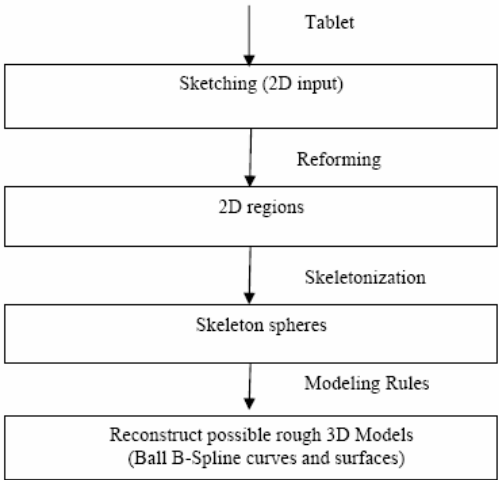 Tablet
Sketching (2D input)
Reforming
2D regions
Skeletonization
Skeleton spheres
Modeling Rules
Reconstruct possible rough 3D Models
(Ball B-Spline curves and surfaces)